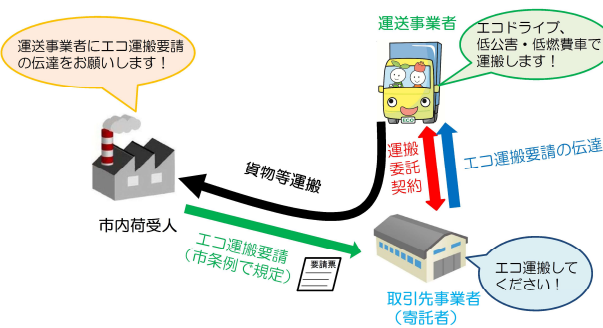 運送事業者
エコドライブ、
低公害・低燃費車で
運搬します！
運送事業者にエコ運搬要請
の伝達をお願いします！
ECO
運搬
委託
契約
エコ運搬要請の伝達
貨物等運搬
市内荷受人
エコ運搬要請
（市条例で規定）
要請票
エコ運搬して
ください！
取引先事業者
（寄託者）